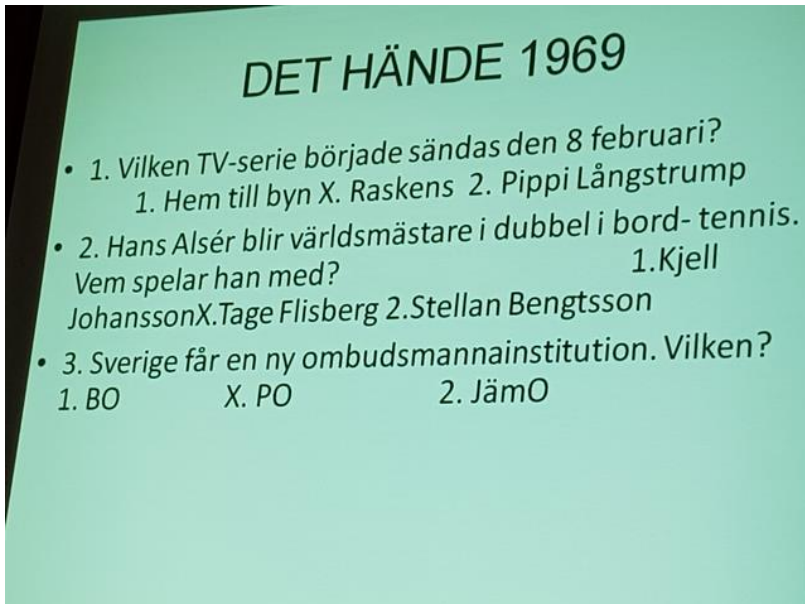 DET HÄNDE 1969
• 1. Vilken TV-serie började sändas den 8 februari?
1. Hem till byn X. Raskens 2. Pippi Långstrump
• 2. Hans Alsér blir världsmästare i dubbel i bord- tennis.
Vem spelar han med? 1.Kjell
JohanssonX.Tage Flisberg 2.Stellan Bengtsson
• 3. Sverige får en ny ombudsmannainstitution. Vilken?
1. BO X. PO 2. JämO